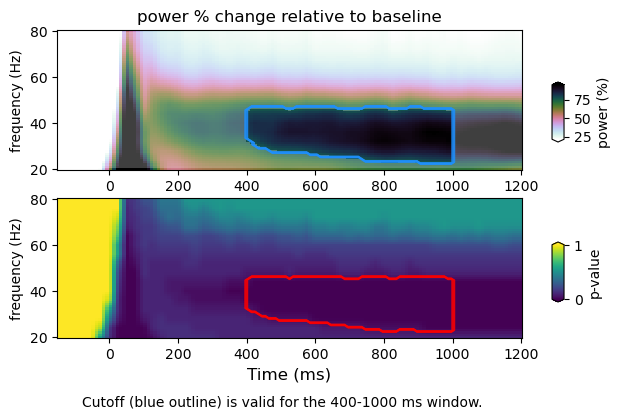 power % change relative to baseline
80
60
40
20
frequency (Hz)
0 200 400 600 800 1000 1200
75
50
25
power (%)
80
60
40
20
frequency (Hz)
0 200 400 600 800 1000 1200
Time (ms)
1
0
p-value
Cutoff (blue outline) is valid for the 400-1000 ms window.